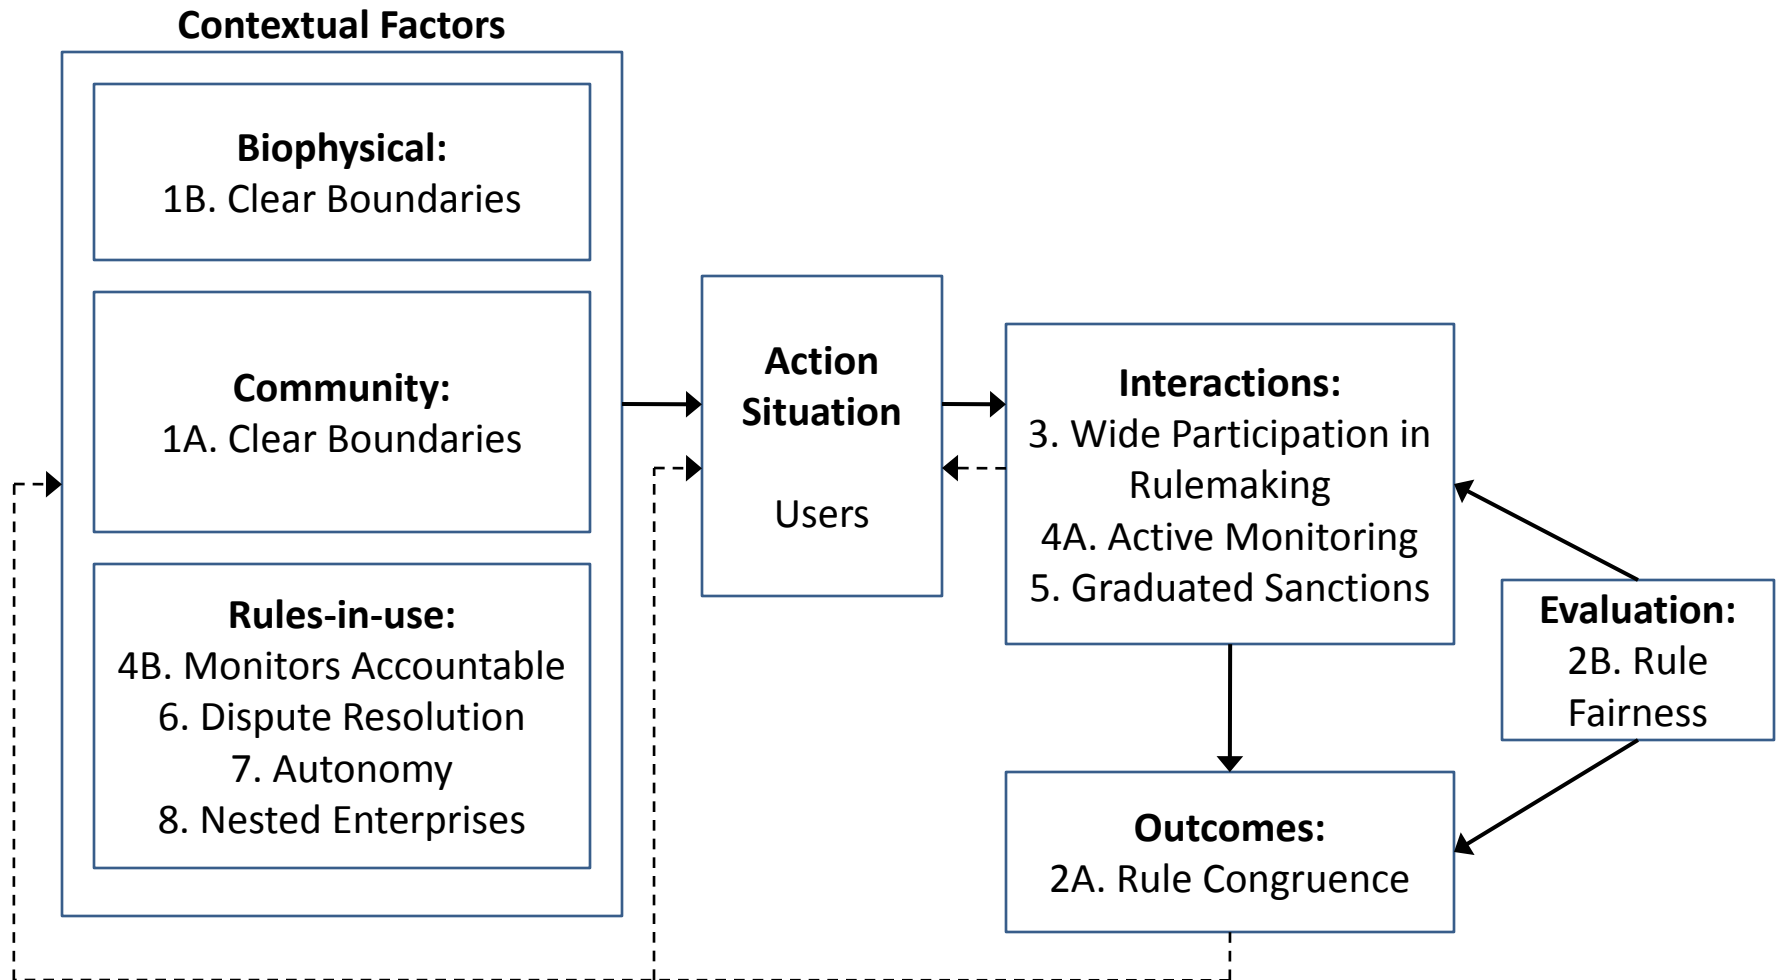 Contextual Factors
Biophysical:
1B. Clear Boundaries
Community:
1A. Clear Boundaries
Rules-in-use:
4B. Monitors Accountable
6. Dispute Resolution
7. Autonomy
8. Nested Enterprises
Action
Situation
Users
Interactions:
3. Wide Participation in
Rulemaking
4A. Active Monitoring
5. Graduated Sanctions
Evaluation:
2B. Rule
Fairness
Outcomes:
2A. Rule Congruence